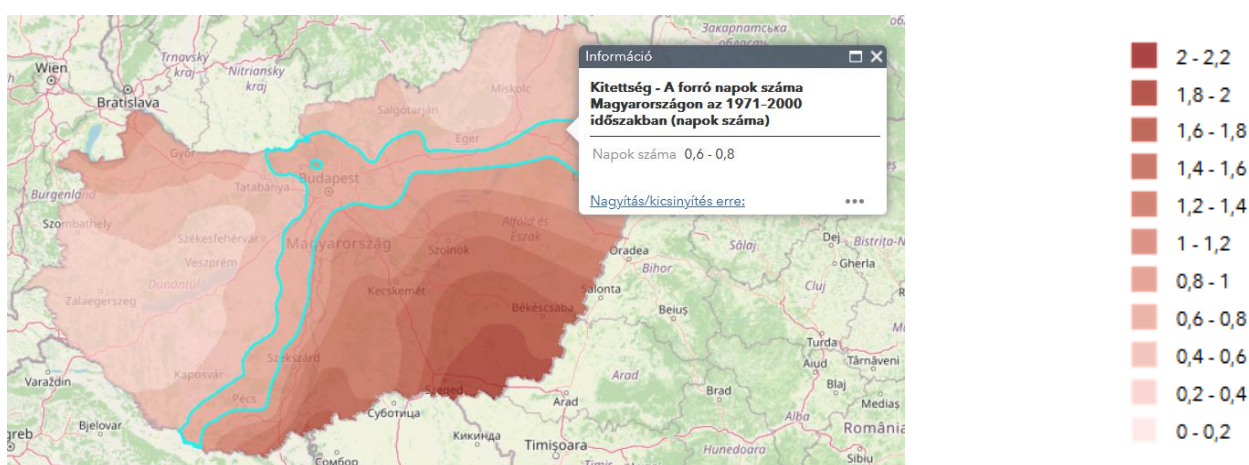 Закарпатська
область
Trnavský
kraj
Nitriansky
kraj
Wien
Bratislava
Miskolc
Salgótarján
Eger
Győr
Tatabánya
Budapest
Burgenland
Szombathely
Székesfehérvár
Magyarország
Veszprém
Dunántúl
Zalaegerszeg
Alföld és
Észak
Szolnok
Kecskemét
Békéscsaba
Szekszárd
Kaposvár
Pécs
Szeged
Varaždin
Bjelovar
greb
Суботица
Сомбор
Кикинда
Timișoara
Timiș
Arad
Arad
Oradea
Bihor
Salonta
Beiuș
Sălaj
Dej
Bistrița-N
Gherla
Cluj
Turda
Aiud
Târnăveni
Blaj
Mediaș
Brad
Alba
România
Hunedoara
Sibiu
Információ
Kitettség - A forró napok száma
Magyarországon az 1971-2000
időszakban (napok száma)
Napok száma 0,6 - 0,8
Nagyítás/kicsinyítés erre:
2 - 2,2
1,8 - 2
1,6 - 1,8
1,4 - 1,6
1,2 - 1,4
1 - 1,2
0,8 - 1
0,6 - 0,8
0,4 - 0,6
0,2 - 0,4
0 - 0,2